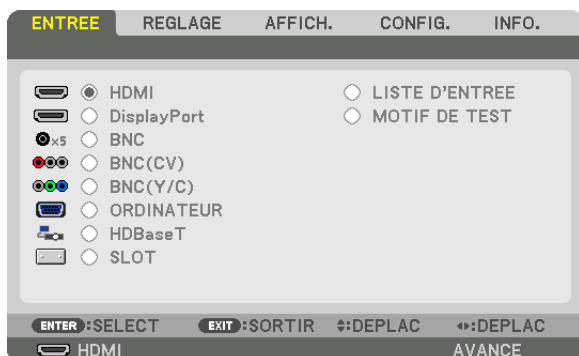 ENTREE REGLAGE AFFICH. CONFIG. INFO.
HDMI
DisplayPort
×5 BNC
BNC(CV)
BNC(Y/C)
ORDINATEUR
HDBaseT
SLOT
LISTE D'ENTREE
MOTIF DE TEST
ENTER:SELECT EXIT:SORTIR :DEPLAC :DEPLAC
HDMI AVANCE